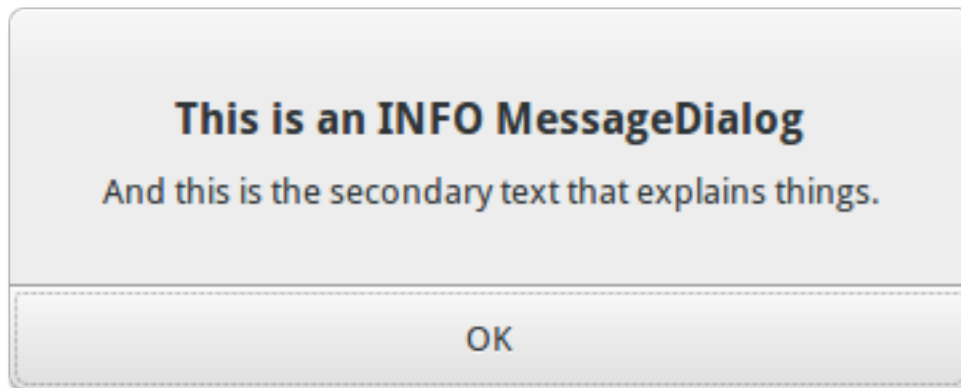 This is an INFO MessageDialog
And this is the secondary text that explains things.
OK